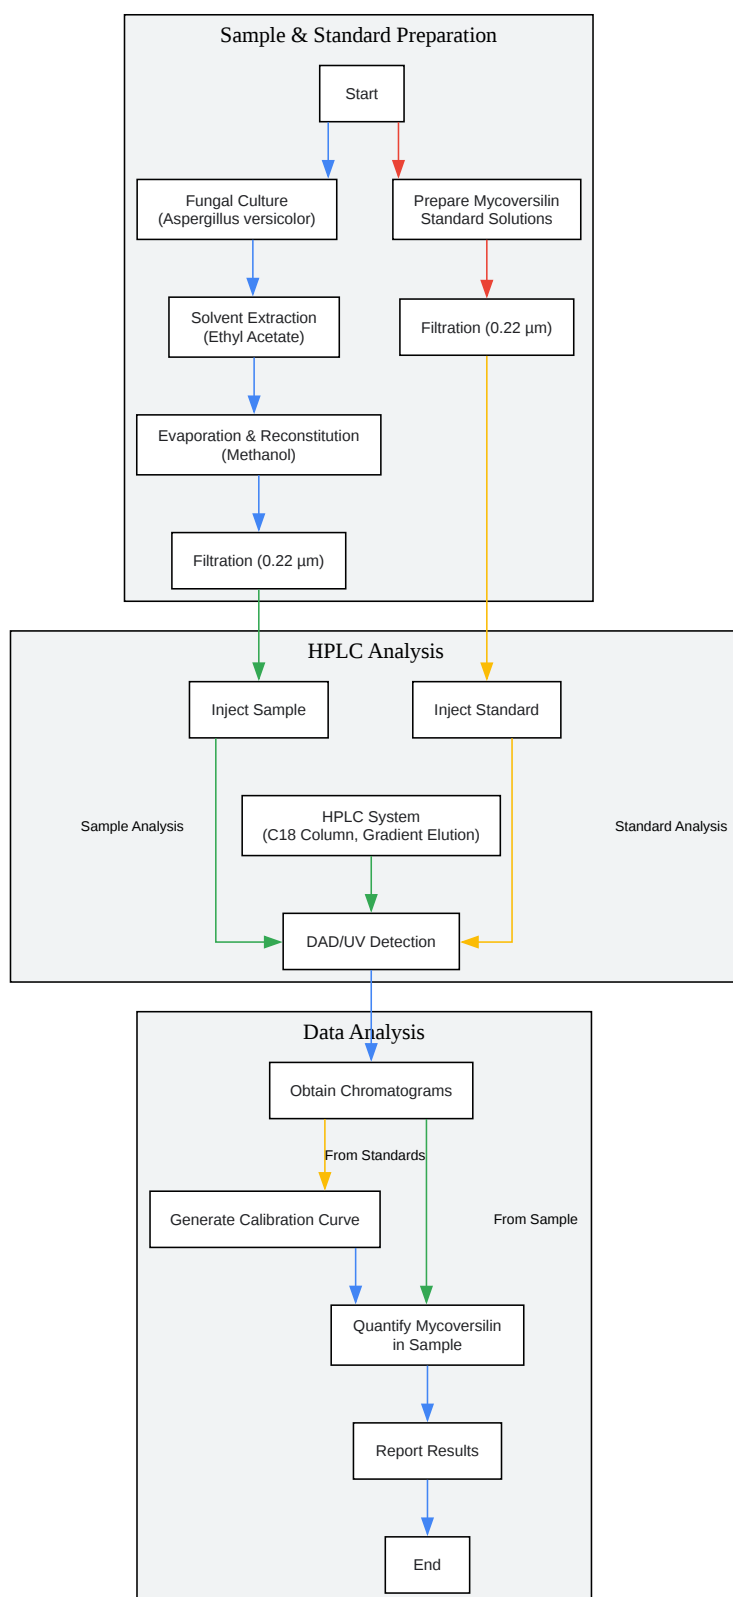 Sample & Standard Preparation
Start
Fungal Culture
(Aspergillus versicolor)
Prepare Mycoversilin
Standard Solutions
Solvent Extraction
(Ethyl Acetate)
Filtration (0.22 µm)
Evaporation & Reconstitution
(Methanol)
Filtration (0.22 µm)
HPLC Analysis
Inject Sample
Inject Standard
Sample Analysis
HPLC System
(C18 Column, Gradient Elution)
Standard Analysis
DAD/UV Detection
Data Analysis
Obtain Chromatograms
From Standards
Generate Calibration Curve
From Sample
Quantify Mycoversilin
in Sample
Report Results
End